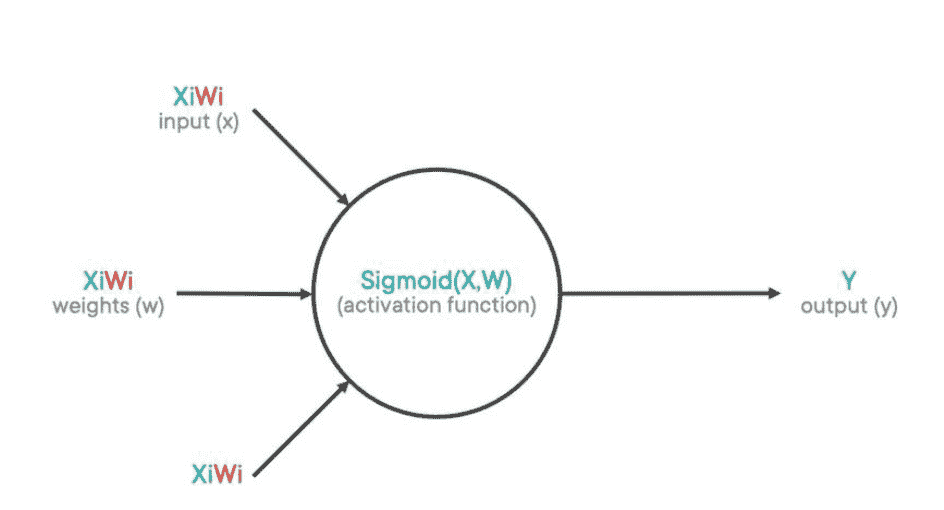 XiWi
input (x)
XiWi
weights (w)
Sigmoid(X,W)
(activation function)
Y
output (y)
XiWi